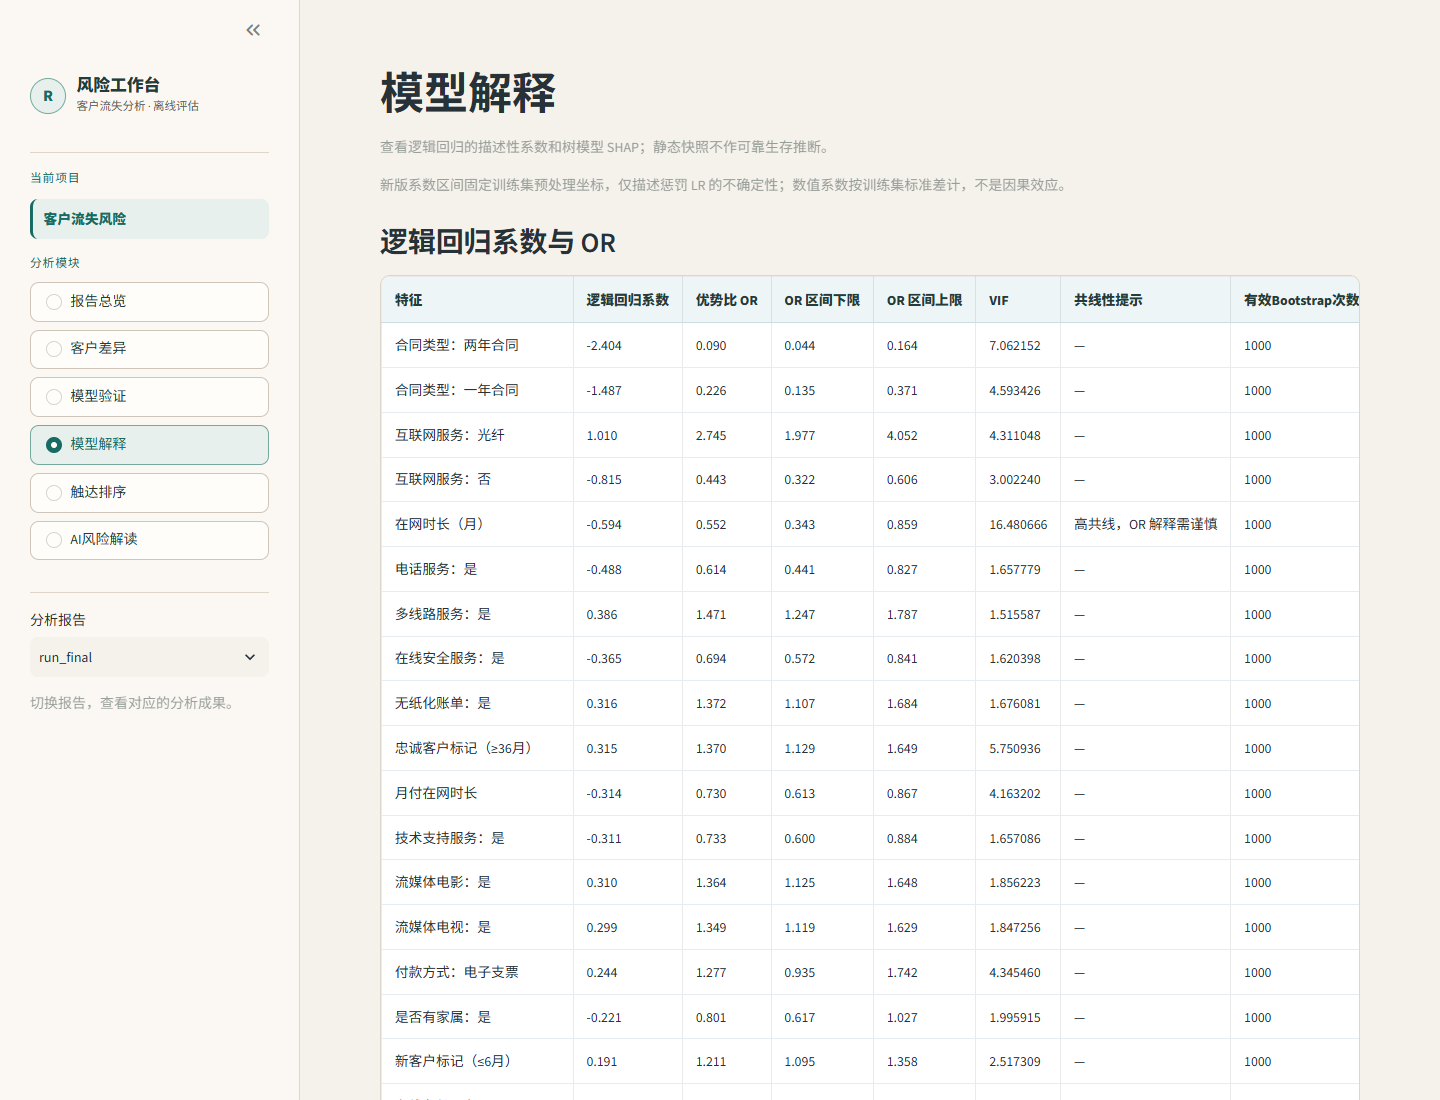 R
风险工作台
客户流失分析 · 离线评估
当前项目
客户流失风险
分析模块
报告总览
客户差异
模型验证
模型解释
触达排序
AI风险解读
分析报告
run_final
切换报告，查看对应的分析成果。
模型解释
查看逻辑回归的描述性系数和树模型 SHAP；静态快照不作可靠生存推断。
新版系数区间固定训练集预处理坐标，仅描述惩罚 LR 的不确定性；数值系数按训练集标准差计，不是因果效应。
逻辑回归系数与 OR
特征 逻辑回归系数 优势比 OR OR 区间下限 OR 区间上限 VIF 共线性提示 有效Bootstrap次数
合同类型：两年合同 -2.404 0.090 0.044 0.164 7.062152 — 1000
合同类型：一年合同 -1.487 0.226 0.135 0.371 4.593426 — 1000
互联网服务：光纤 1.010 2.745 1.977 4.052 4.311048 — 1000
互联网服务：否 -0.815 0.443 0.322 0.606 3.002240 — 1000
在网时长（月） -0.594 0.552 0.343 0.859 16.480666 高共线，OR 解释需谨慎 1000
电话服务：是 -0.488 0.614 0.441 0.827 1.657779 — 1000
多线路服务：是 0.386 1.471 1.247 1.787 1.515587 — 1000
在线安全服务：是 -0.365 0.694 0.572 0.841 1.620398 — 1000
无纸化账单：是 0.316 1.372 1.107 1.684 1.676081 — 1000
忠诚客户标记（≥36月） 0.315 1.370 1.129 1.649 5.750936 — 1000
月付在网时长 -0.314 0.730 0.613 0.867 4.163202 — 1000
技术支持服务：是 -0.311 0.733 0.600 0.884 1.657086 — 1000
流媒体电影：是 0.310 1.364 1.125 1.648 1.856223 — 1000
流媒体电视：是 0.299 1.349 1.119 1.629 1.847256 — 1000
付款方式：电子支票 0.244 1.277 0.935 1.742 4.345460 — 1000
是否有家属：是 -0.221 0.801 0.617 1.027 1.995915 — 1000
新客户标记（≤6月） 0.191 1.211 1.095 1.358 2.517309 — 1000